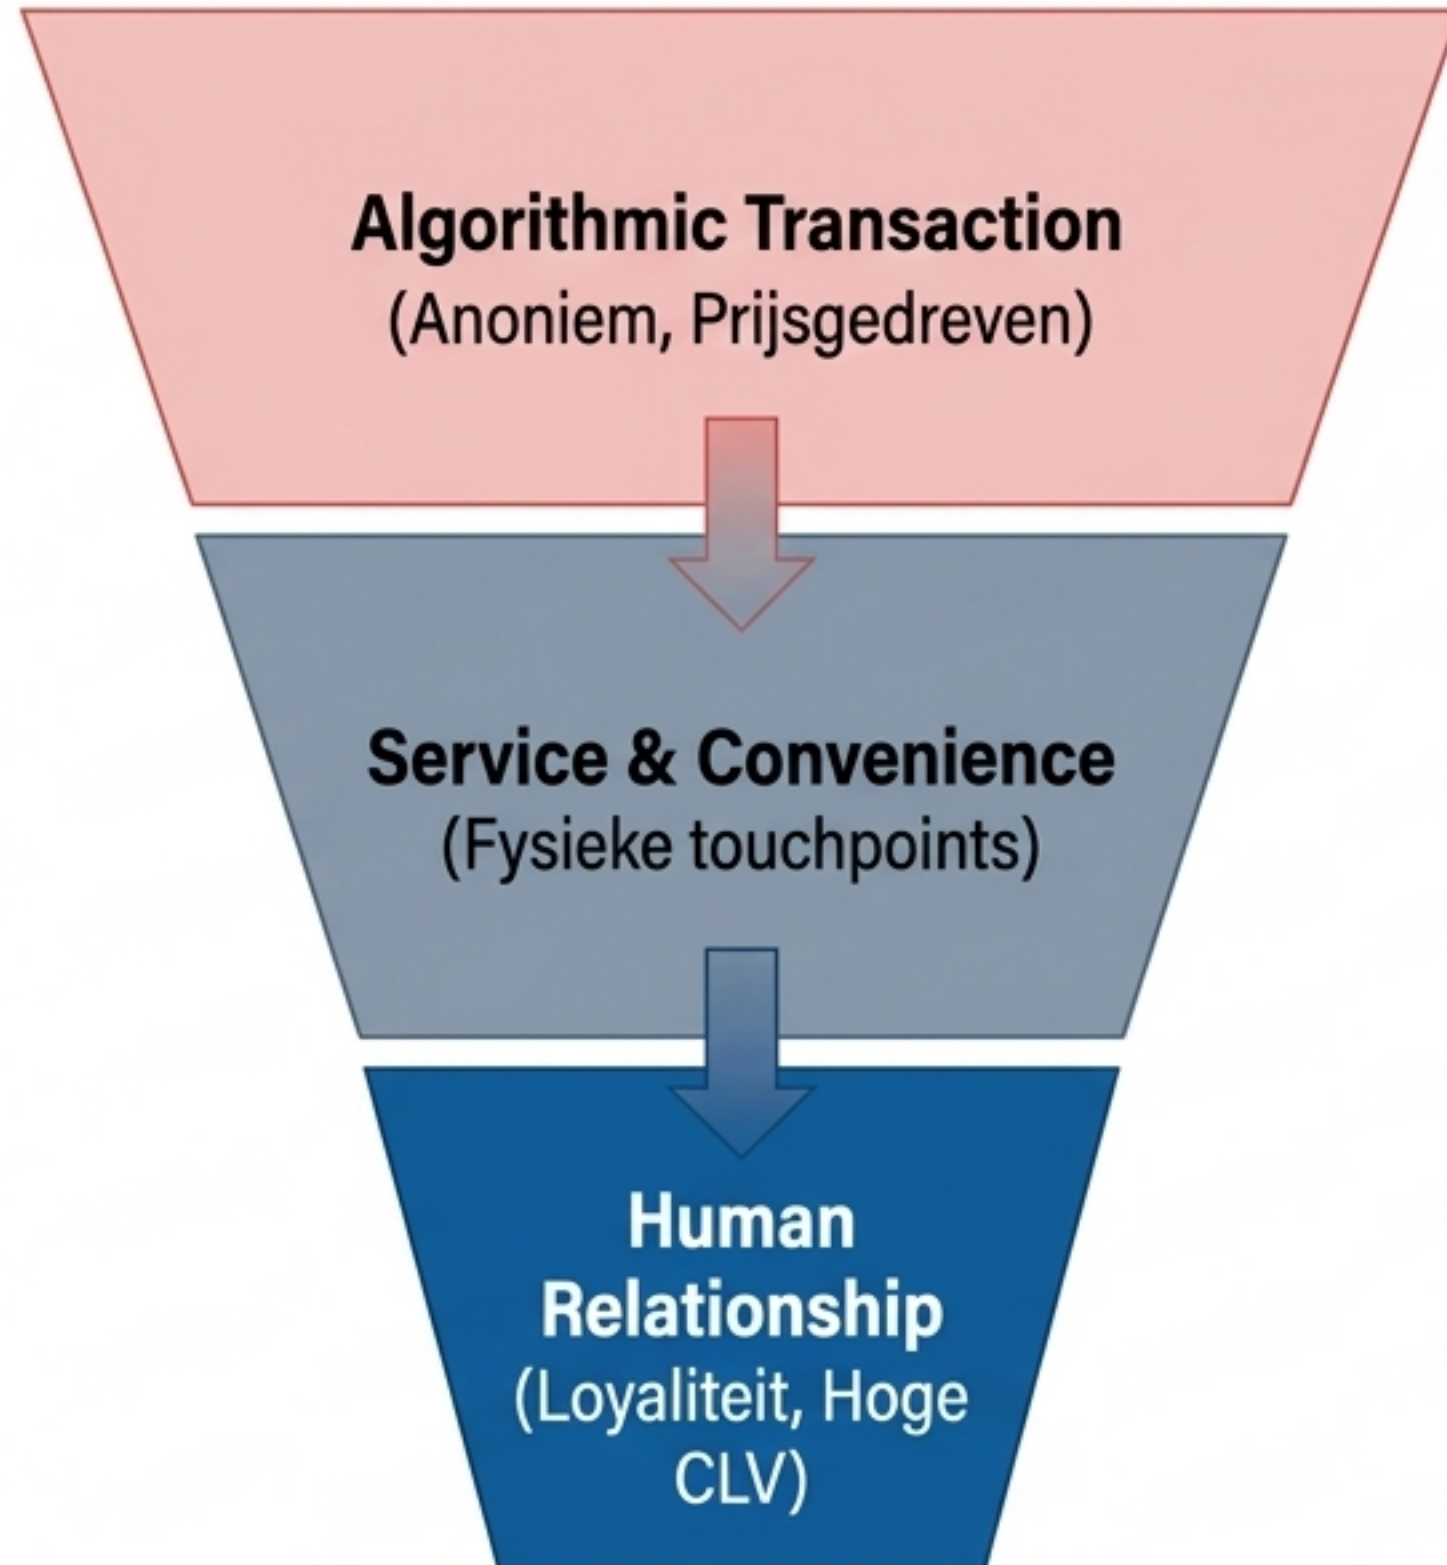 Algorithmic Transaction
(Anoniem, Prijsgedreven)
Service & Convenience
(Fysieke touchpoints)
Human
Relationship
(Loyaliteit, Hoge
CLV)